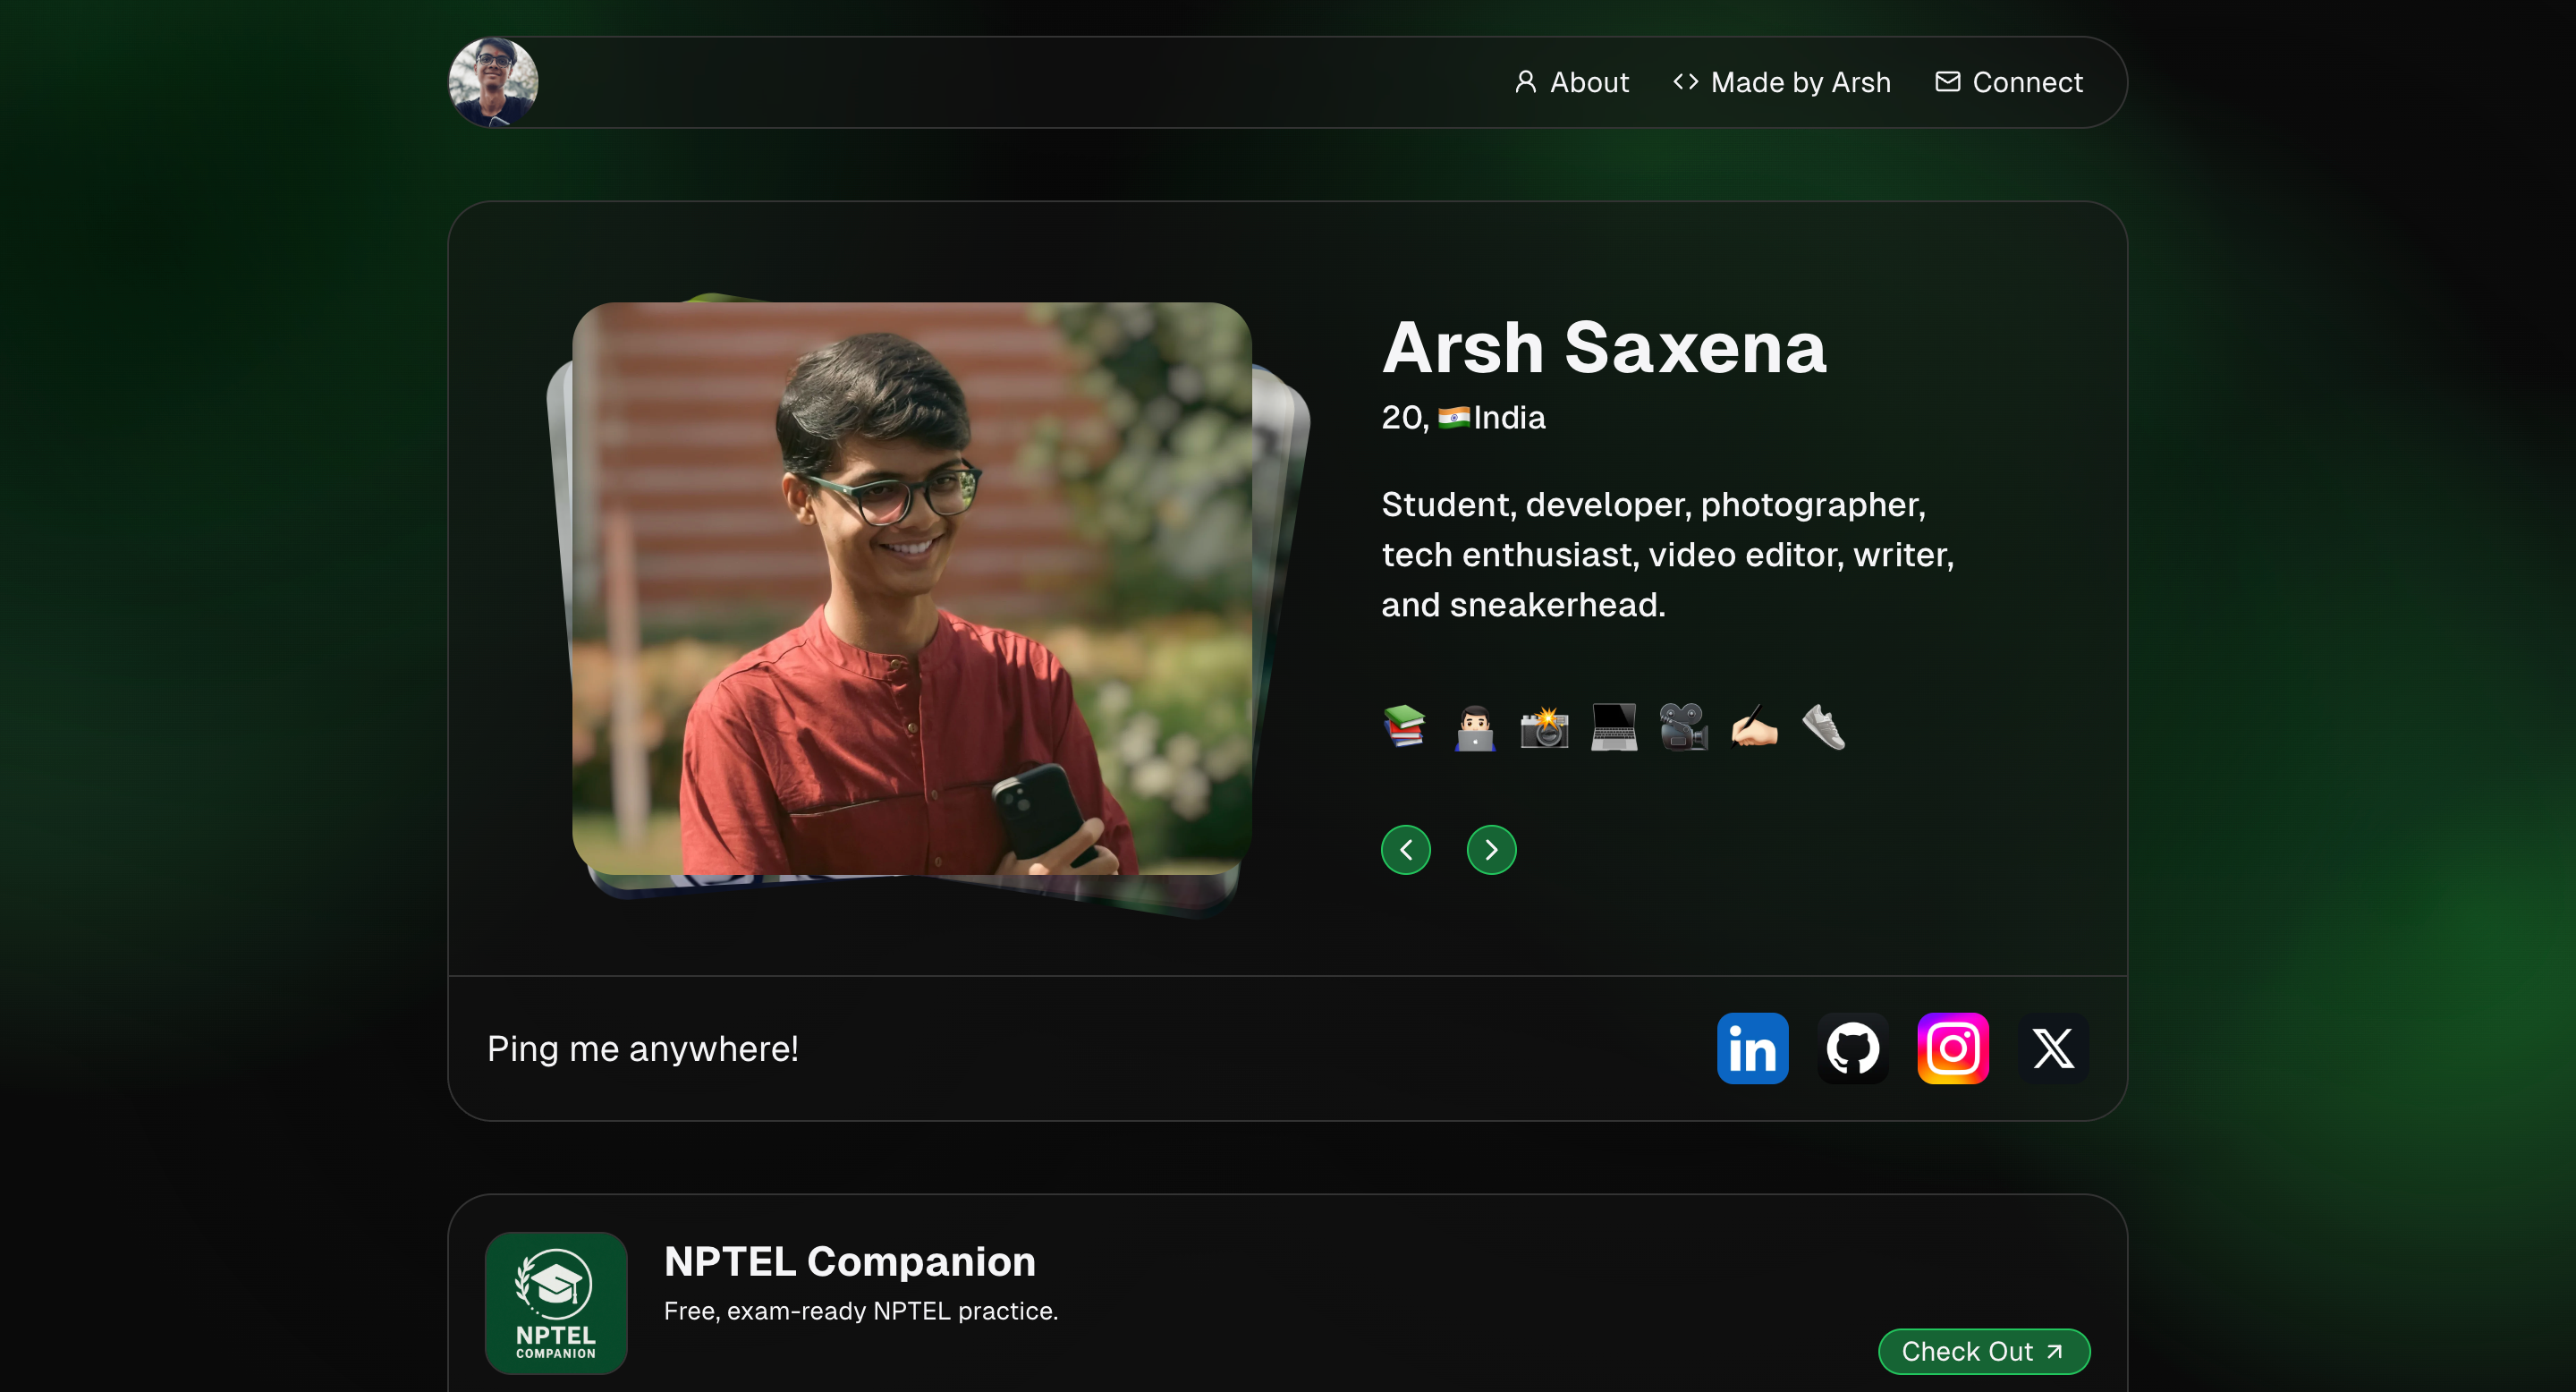 About
Made by Arsh
Connect
Arsh Saxena
20, 🇮🇳India
Student, developer, photographer,
tech enthusiast, video editor, writer,
and sneakerhead.
Ping me anywhere!
in
X
NPTEL
COMPANION
NPTEL Companion
Free, exam-ready NPTEL practice.
Check Out